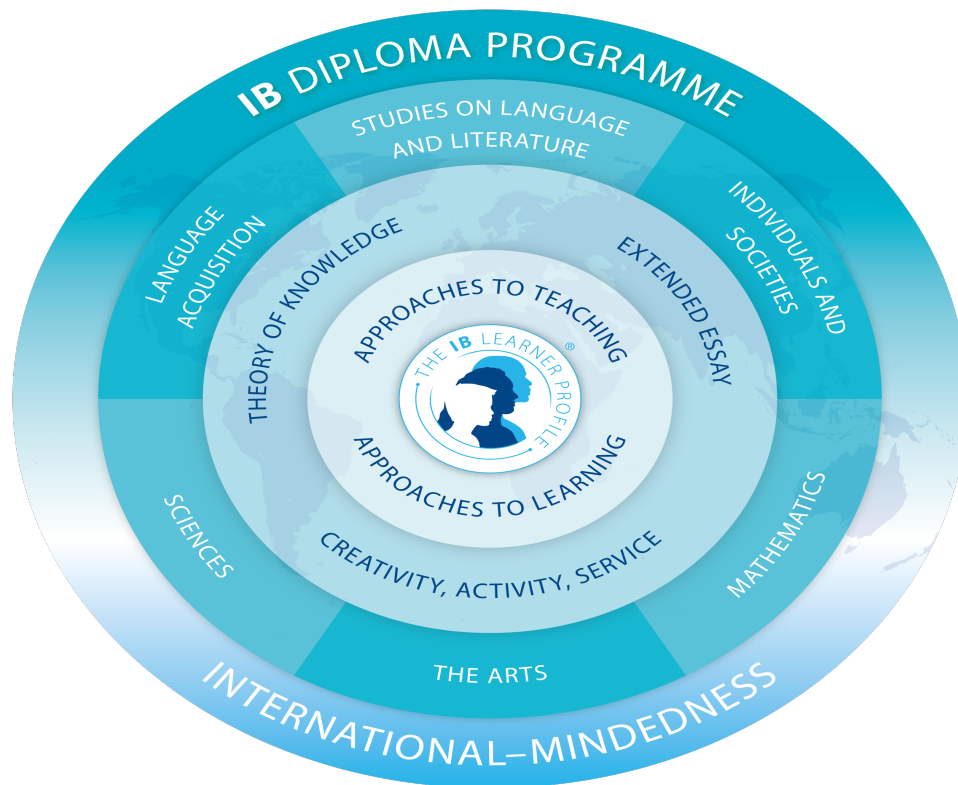 IB DIPLOMA PROGRAMME
STUDIES ON LANGUAGE
AND LITERATURE
LANGUAGE
ACQUISITION
INDIVIDUALS AND
SOCIETIES
THEORY OF KNOWLEDGE
EXTENDED ESSAY
APPROACHES TO TEACHING
THE IB LEARNER PROFILE ®
APPROACHES TO LEARNING
CREATIVITY, ACTIVITY, SERVICE
SCIENCES
MATHEMATICS
THE ARTS
INTERNATIONAL–MINDEDNESS